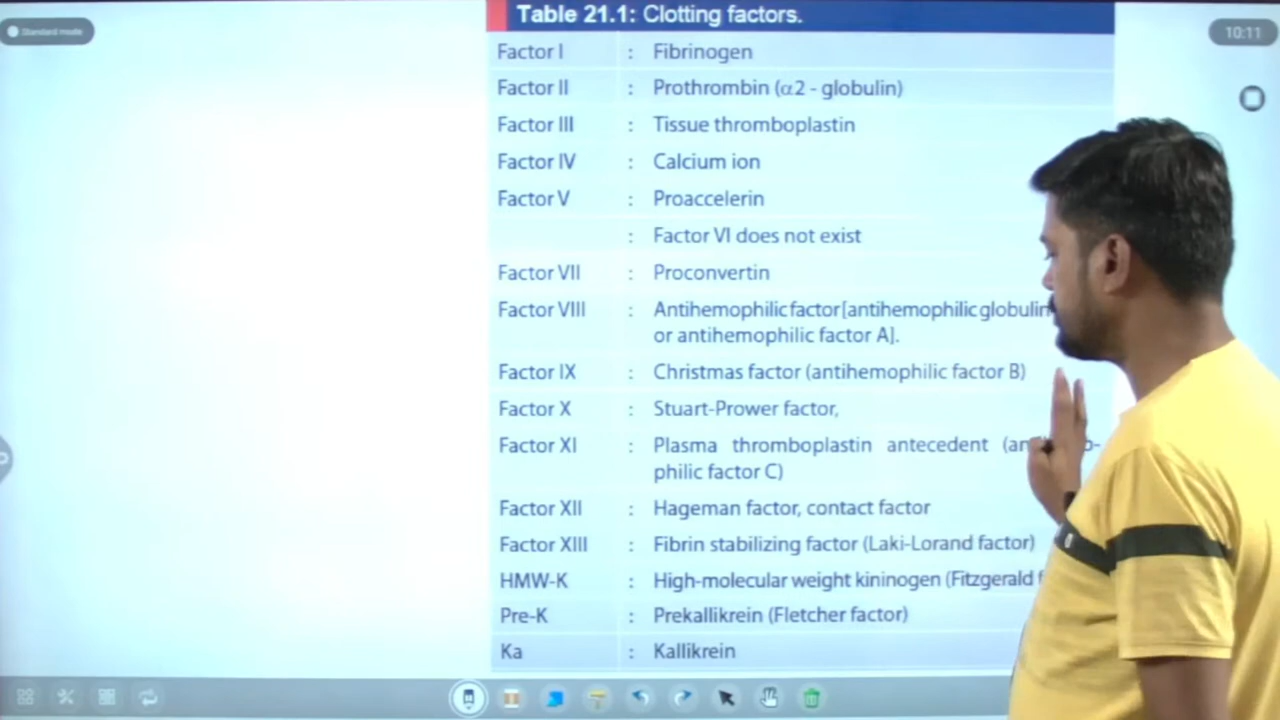 Standard mode
10:11
Table 21.1: Clotting factors.
Factor I : Fibrinogen
Factor II : Prothrombin (α2 - globulin)
Factor III : Tissue thromboplastin
Factor IV : Calcium ion
Factor V : Proaccelerin
: Factor VI does not exist
Factor VII : Proconvertin
Factor VIII : Antihemophilic factor [antihemophilic globulin
or antihemophilic factor A].
Factor IX : Christmas factor (antihemophilic factor B)
Factor X : Stuart-Prower factor,
Factor XI : Plasma thromboplastin antecedent
philic factor C)
Factor XII : Hageman factor, contact factor
Factor XIII : Fibrin stabilizing factor (Laki-Lorand factor)
HMW-K : High-molecular weight kininogen (Fitzgerald
Pre-K : Prekallikrein (Fletcher factor)
Ka : Kallikrein